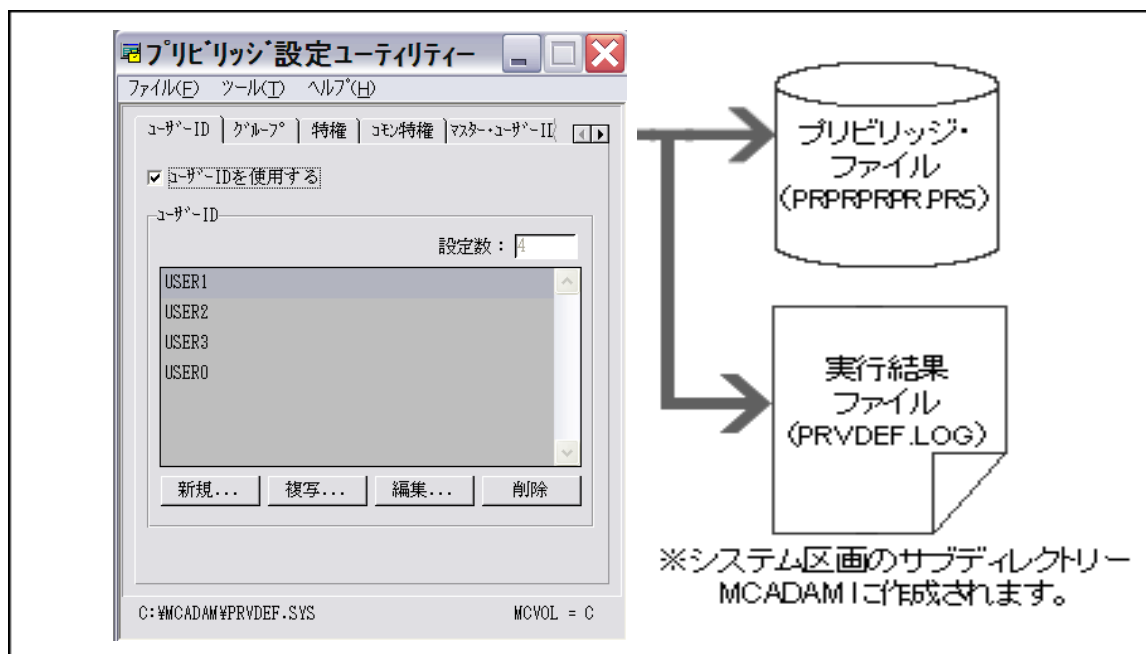 プリビリッジ設定ユーティリティー
ファイル(F) ツール(T) ヘルプ(H)
ユーザーID グループ 特権 コモン特権 マスター・ユーザーI
ユーザーIDを使用する
ユーザーID
設定数： 4
USER1
USER2
USER3
USER0
新規... 複写... 編集... 削除
C:¥MCADAM¥PRVDEF.SYS MCVOL = C
プリビリッジ・
ファイル
(PRPRPRPR.PRS)
実行結果
ファイル
(PRVDEF.LOG)
※システム区画のサブディレクトリー
MCADAMに作成されます。